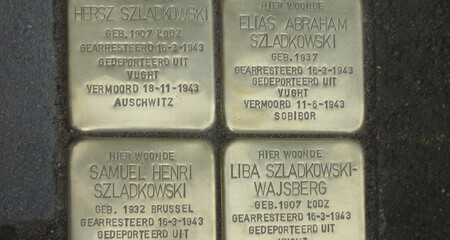 HERSZ SZLADKOWSKI
GEB. 1907 ŁODZ
GEARRESTEERD 16-3-1943
GEDEPORTEERD UIT
VUGHT
VERMOORD 18-11-1943
AUSCHWITZ
HIER WOONDE
ELIAS ABRAHAM
SZLADKOWSKI
GEB. 1937
GEARRESTEERD 16-3-1943
GEDEPORTEERD UIT
VUGHT
VERMOORD 11-6-1943
SOBIBOR
HIER WOONDE
SAMUEL HENRI
SZLADKOWSKI
GEB. 1932 BRUSSEL
GEARRESTEERD 16-3-1943
GEDEPORTEERD UIT
HIER WOONDE
LIBA SZLADKOWSKI-
WAJSBERG
GEB. 1907 ŁODZ
GEARRESTEERD 16-3-1943
GEDEPORTEERD UIT
VUGHT